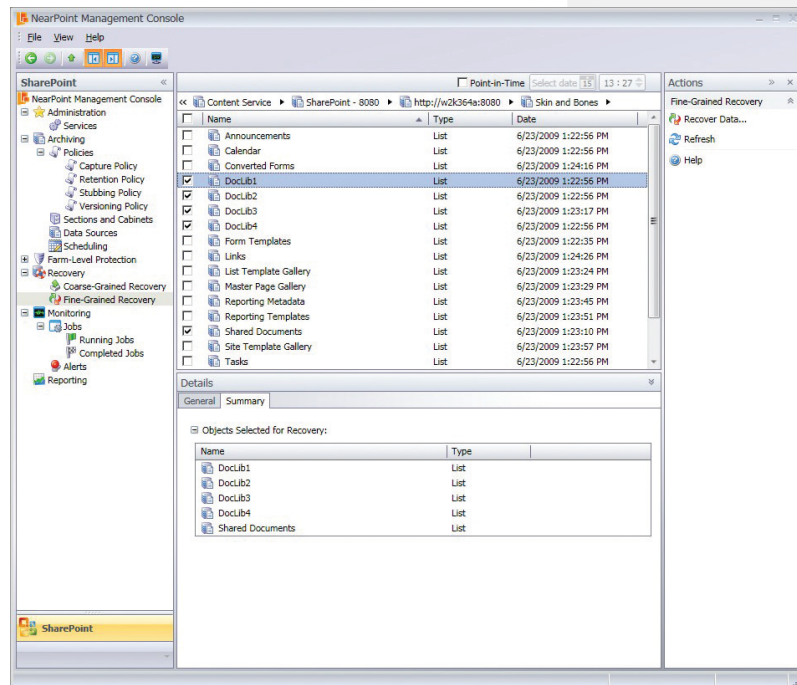 NearPoint Management Console
File View Help
SharePoint «
NearPoint Management Console
Administration
Services
Archiving
Policies
Capture Policy
Retention Policy
Stubbing Policy
Versioning Policy
Sections and Cabinets
Data Sources
Scheduling
Farm-Level Protection
Recovery
Coarse-Grained Recovery
Fine-Grained Recovery
Monitoring
Jobs
Running Jobs
Completed Jobs
Alerts
Reporting
SharePoint
Point-in-Time Select date 15 13 : 27
« Content Service SharePoint - 8080 http://w2k364a:8080 Skin and Bones
Name Type Date
Announcements List 6/23/2009 1:22:56 PM
Calendar List 6/23/2009 1:22:56 PM
Converted Forms List 6/23/2009 1:24:16 PM
DocLib1 List 6/23/2009 1:22:56 PM
DocLib2 List 6/23/2009 1:22:56 PM
DocLib3 List 6/23/2009 1:23:17 PM
DocLib4 List 6/23/2009 1:22:56 PM
Form Templates List 6/23/2009 1:22:35 PM
Links List 6/23/2009 1:24:26 PM
List Template Gallery List 6/23/2009 1:23:24 PM
Master Page Gallery List 6/23/2009 1:23:29 PM
Reporting Metadata List 6/23/2009 1:23:45 PM
Reporting Templates List 6/23/2009 1:23:51 PM
Shared Documents List 6/23/2009 1:23:10 PM
Site Template Gallery List 6/23/2009 1:23:57 PM
Tasks List 6/23/2009 1:22:56 PM
Details
General Summary
Objects Selected for Recovery:
Name Type
DocLib1 List
DocLib2 List
DocLib3 List
DocLib4 List
Shared Documents List
Actions » ×
Fine-Grained Recovery
Recover Data...
Refresh
Help